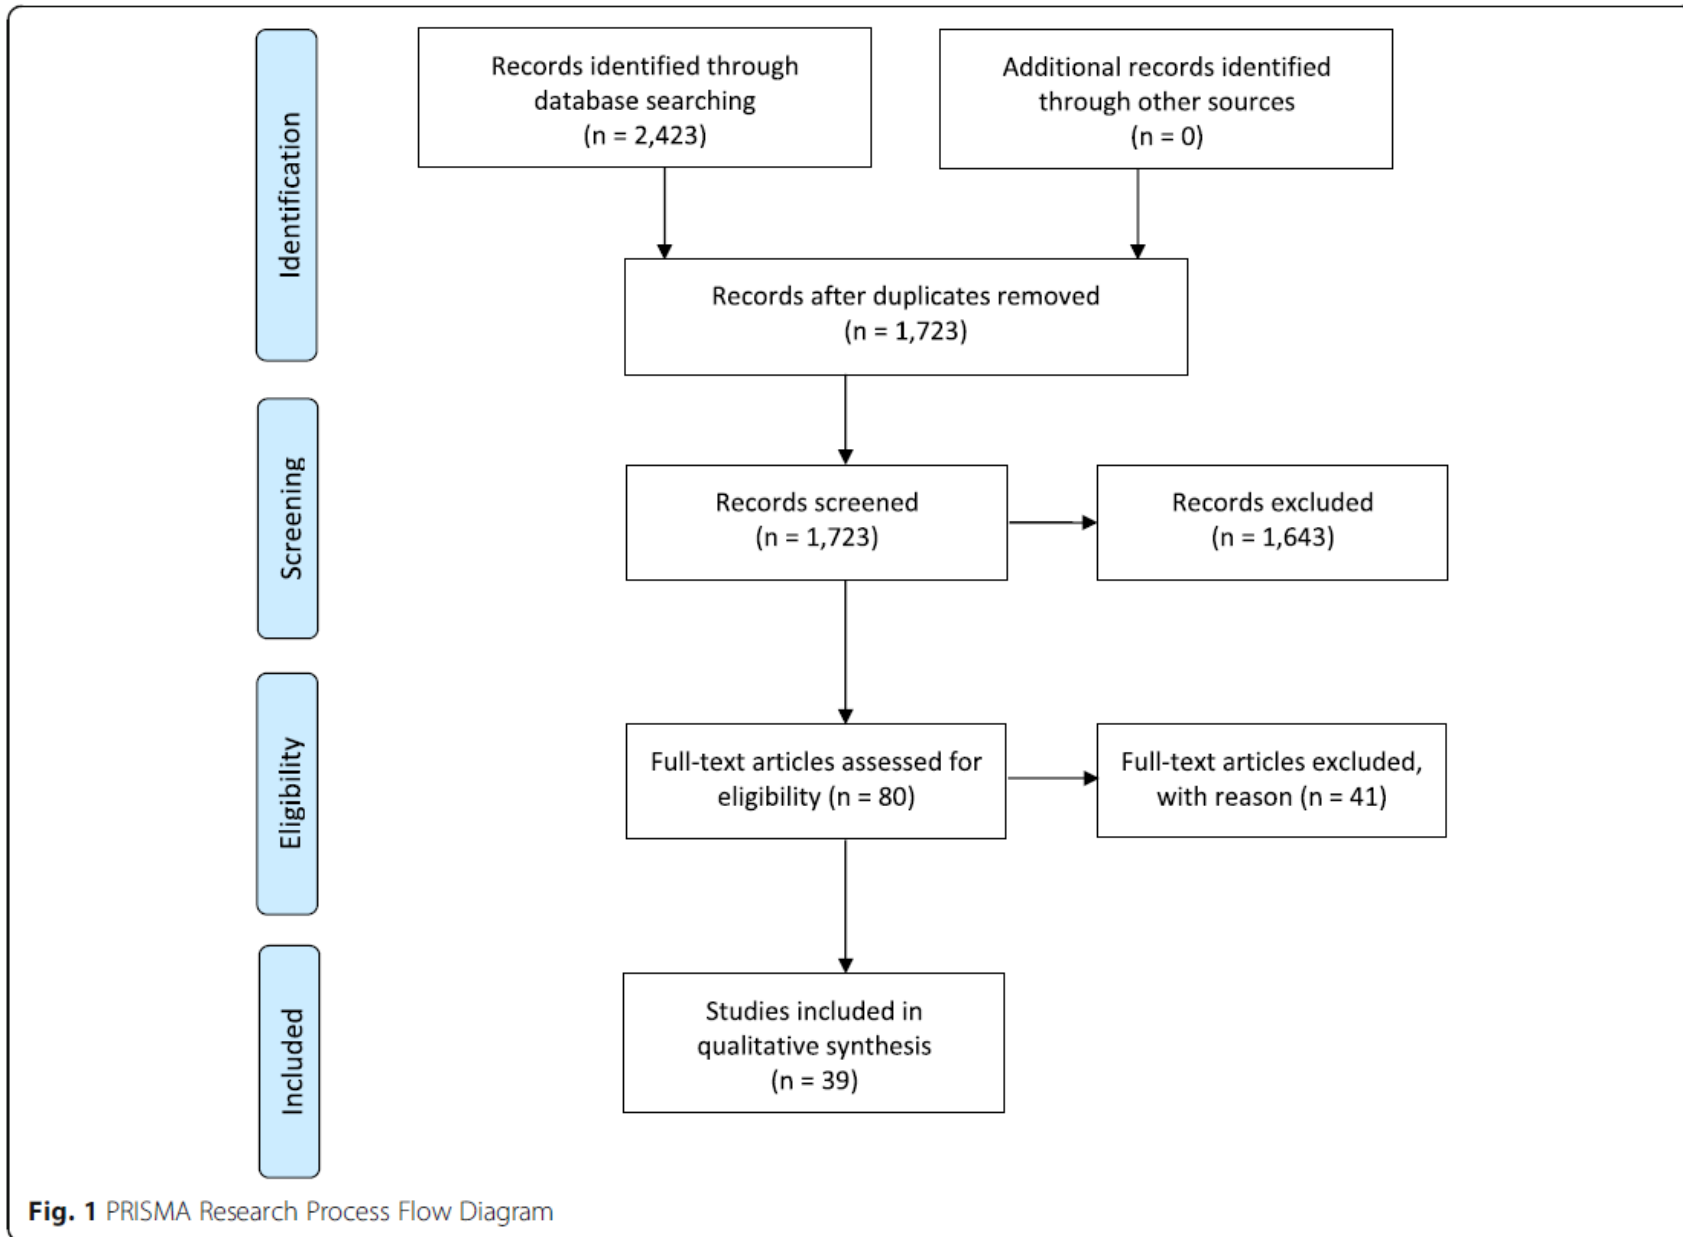 Identification
Records identified through
database searching
(n = 2,423)
Additional records identified
through other sources
(n = 0)
Records after duplicates removed
(n = 1,723)
Screening
Records screened
(n = 1,723)
Records excluded
(n = 1,643)
Eligibility
Full-text articles assessed for
eligibility (n = 80)
Full-text articles excluded,
with reason (n = 41)
Included
Studies included in
qualitative synthesis
(n = 39)
Fig. 1 PRISMA Research Process Flow Diagram